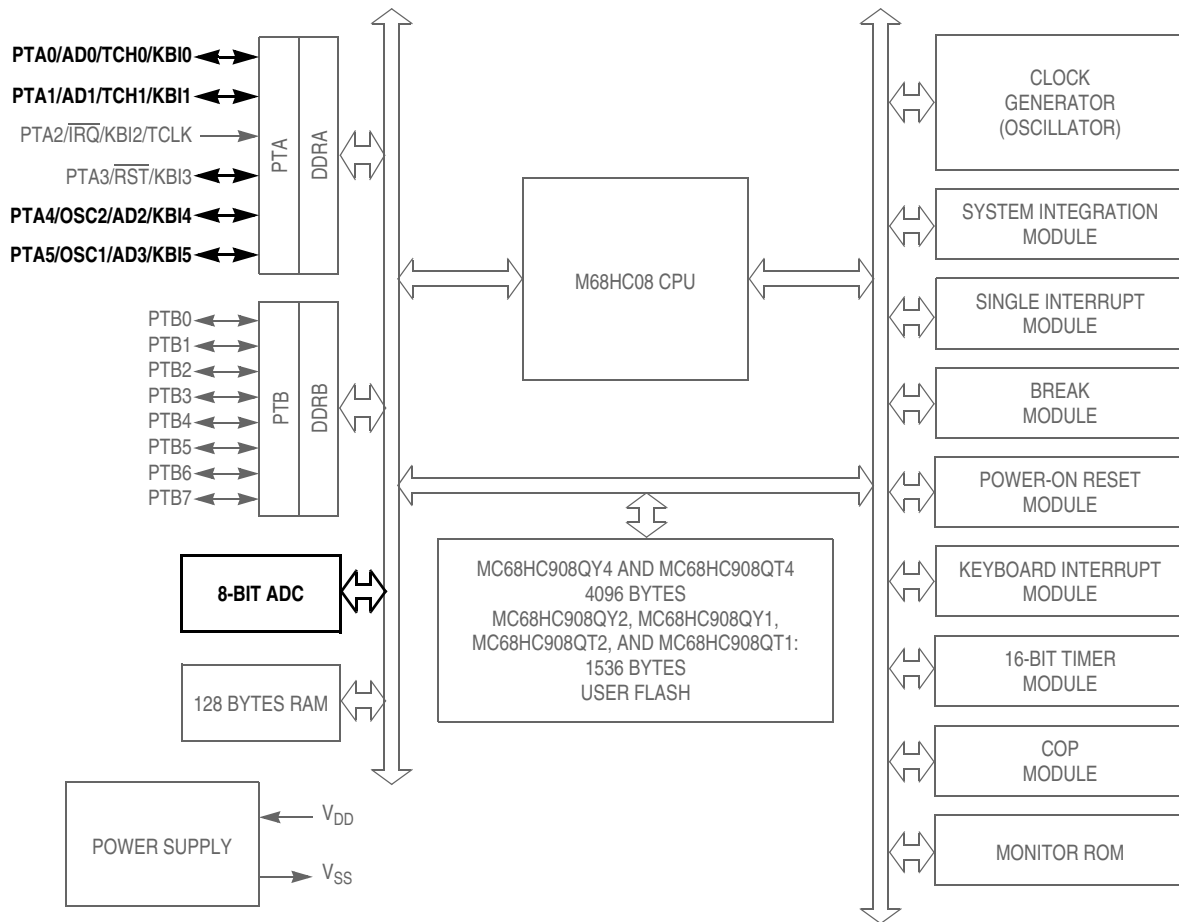 PTA0/AD0/TCH0/KBI0
PTA1/AD1/TCH1/KBI1
PTA2/I̅R̅Q̅/KBI2/TCLK
PTA3/R̅S̅T̅/KBI3
PTA4/OSC2/AD2/KBI4
PTA5/OSC1/AD3/KBI5
PTA
DDRA
PTB0
PTB1
PTB2
PTB3
PTB4
PTB5
PTB6
PTB7
PTB
DDRB
8-BIT ADC
128 BYTES RAM
POWER SUPPLY
V_DD
V_SS
M68HC08 CPU
MC68HC908QY4 AND MC68HC908QT4
4096 BYTES
MC68HC908QY2, MC68HC908QY1,
MC68HC908QT2, AND MC68HC908QT1:
1536 BYTES
USER FLASH
CLOCK
GENERATOR
(OSCILLATOR)
SYSTEM INTEGRATION
MODULE
SINGLE INTERRUPT
MODULE
BREAK
MODULE
POWER-ON RESET
MODULE
KEYBOARD INTERRUPT
MODULE
16-BIT TIMER
MODULE
COP
MODULE
MONITOR ROM